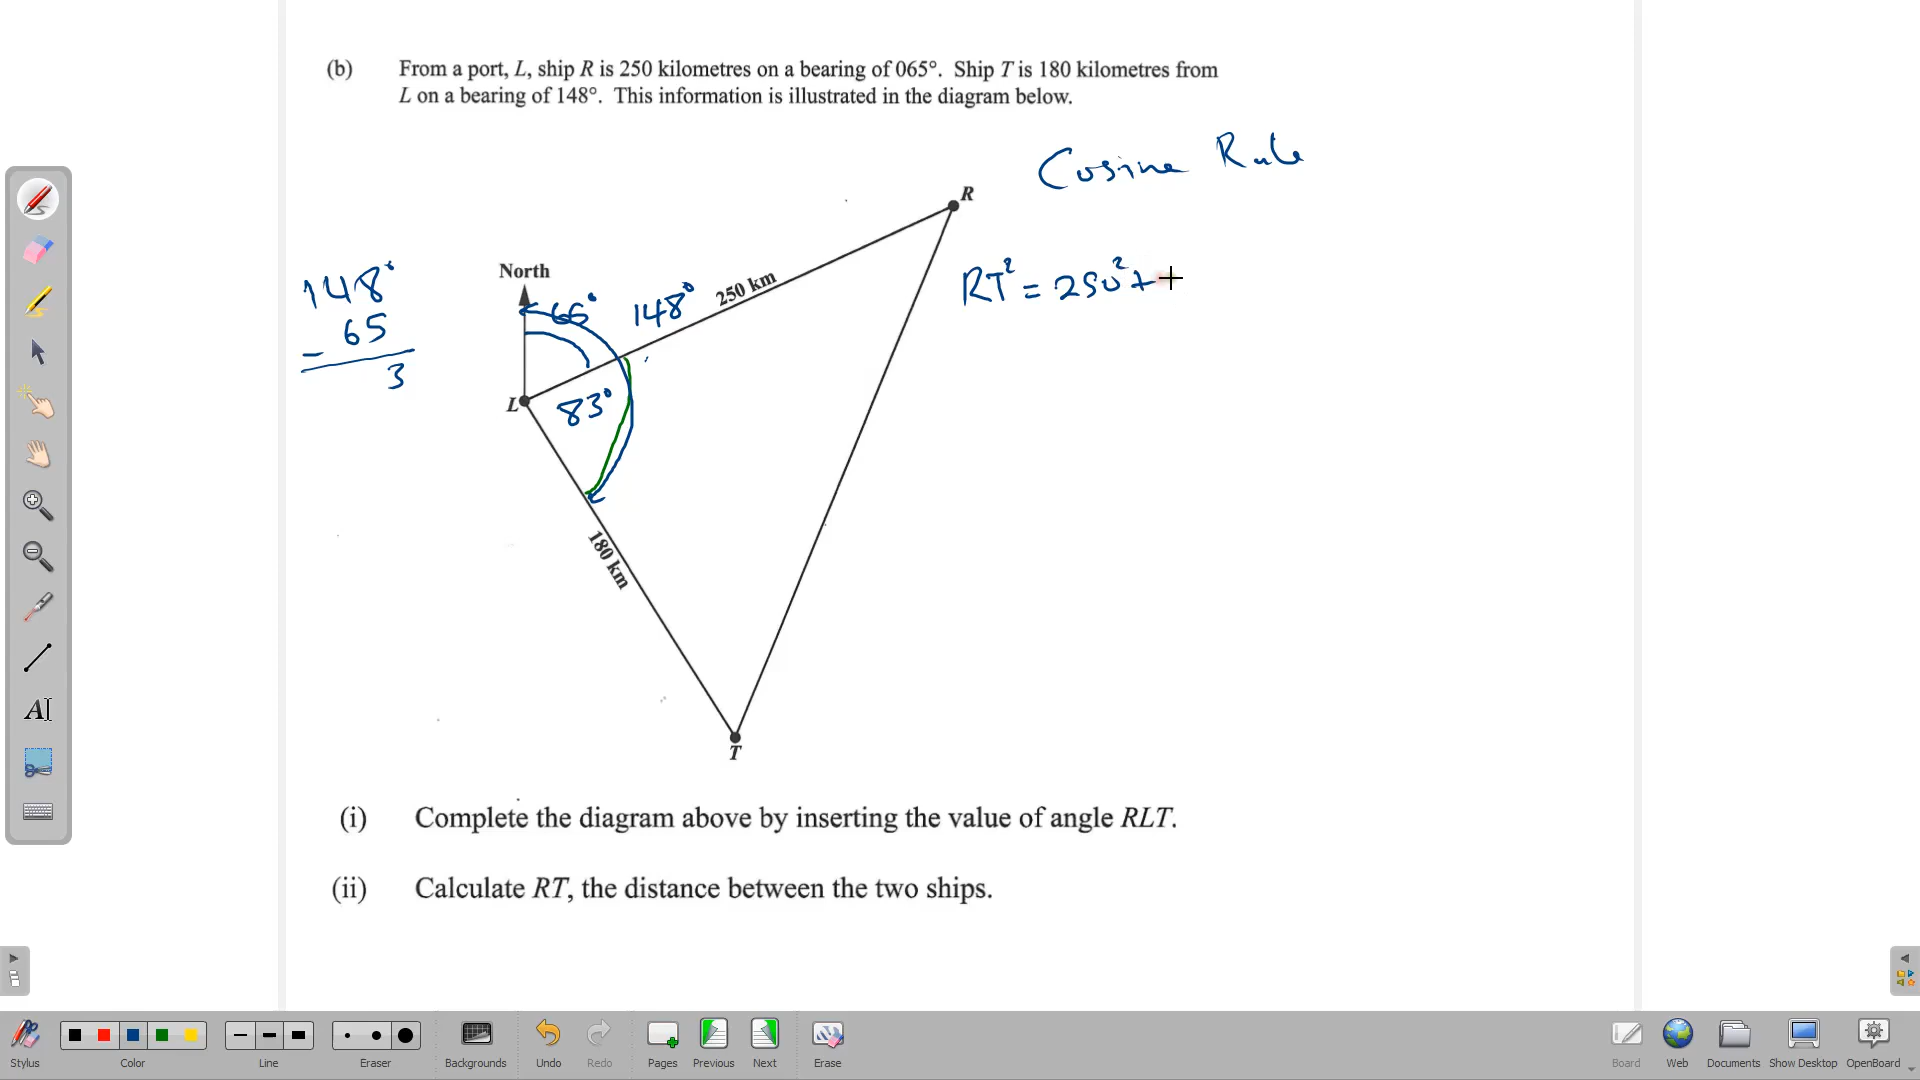 (b) From a port, L, ship R is 250 kilometres on a bearing of 065°. Ship T is 180 kilometres from
L on a bearing of 148°. This information is illustrated in the diagram below.
Cosine Rule
R
North
148°
- 65
3
66°
148°
250 km
RT² = 250² +
L
83°
180 km
T
(i) Complete the diagram above by inserting the value of angle RLT.
(ii) Calculate RT, the distance between the two ships.
Stylus
Color
Line
Eraser
Backgrounds
Undo
Redo
Pages
Previous
Next
Erase
Board
Web
Documents
Show Desktop
OpenBoard